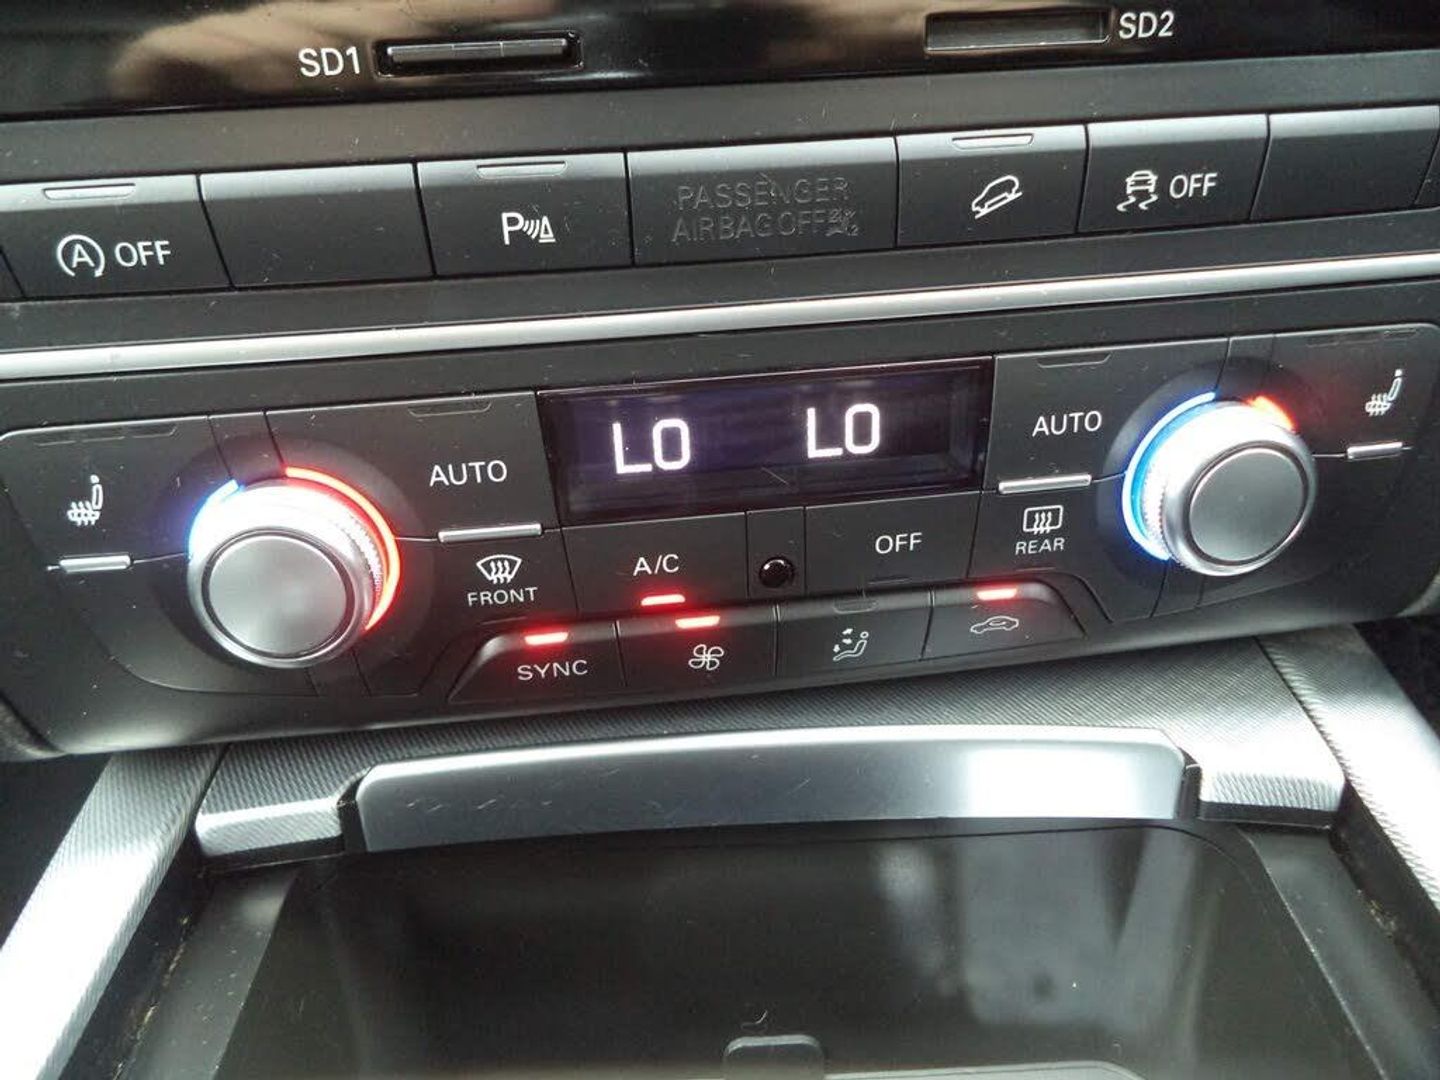 SD1
SD2
A OFF
P
PASSENGER
AIRBAG OFF
OFF
AUTO
LO
LO
AUTO
FRONT
A/C
OFF
REAR
SYNC